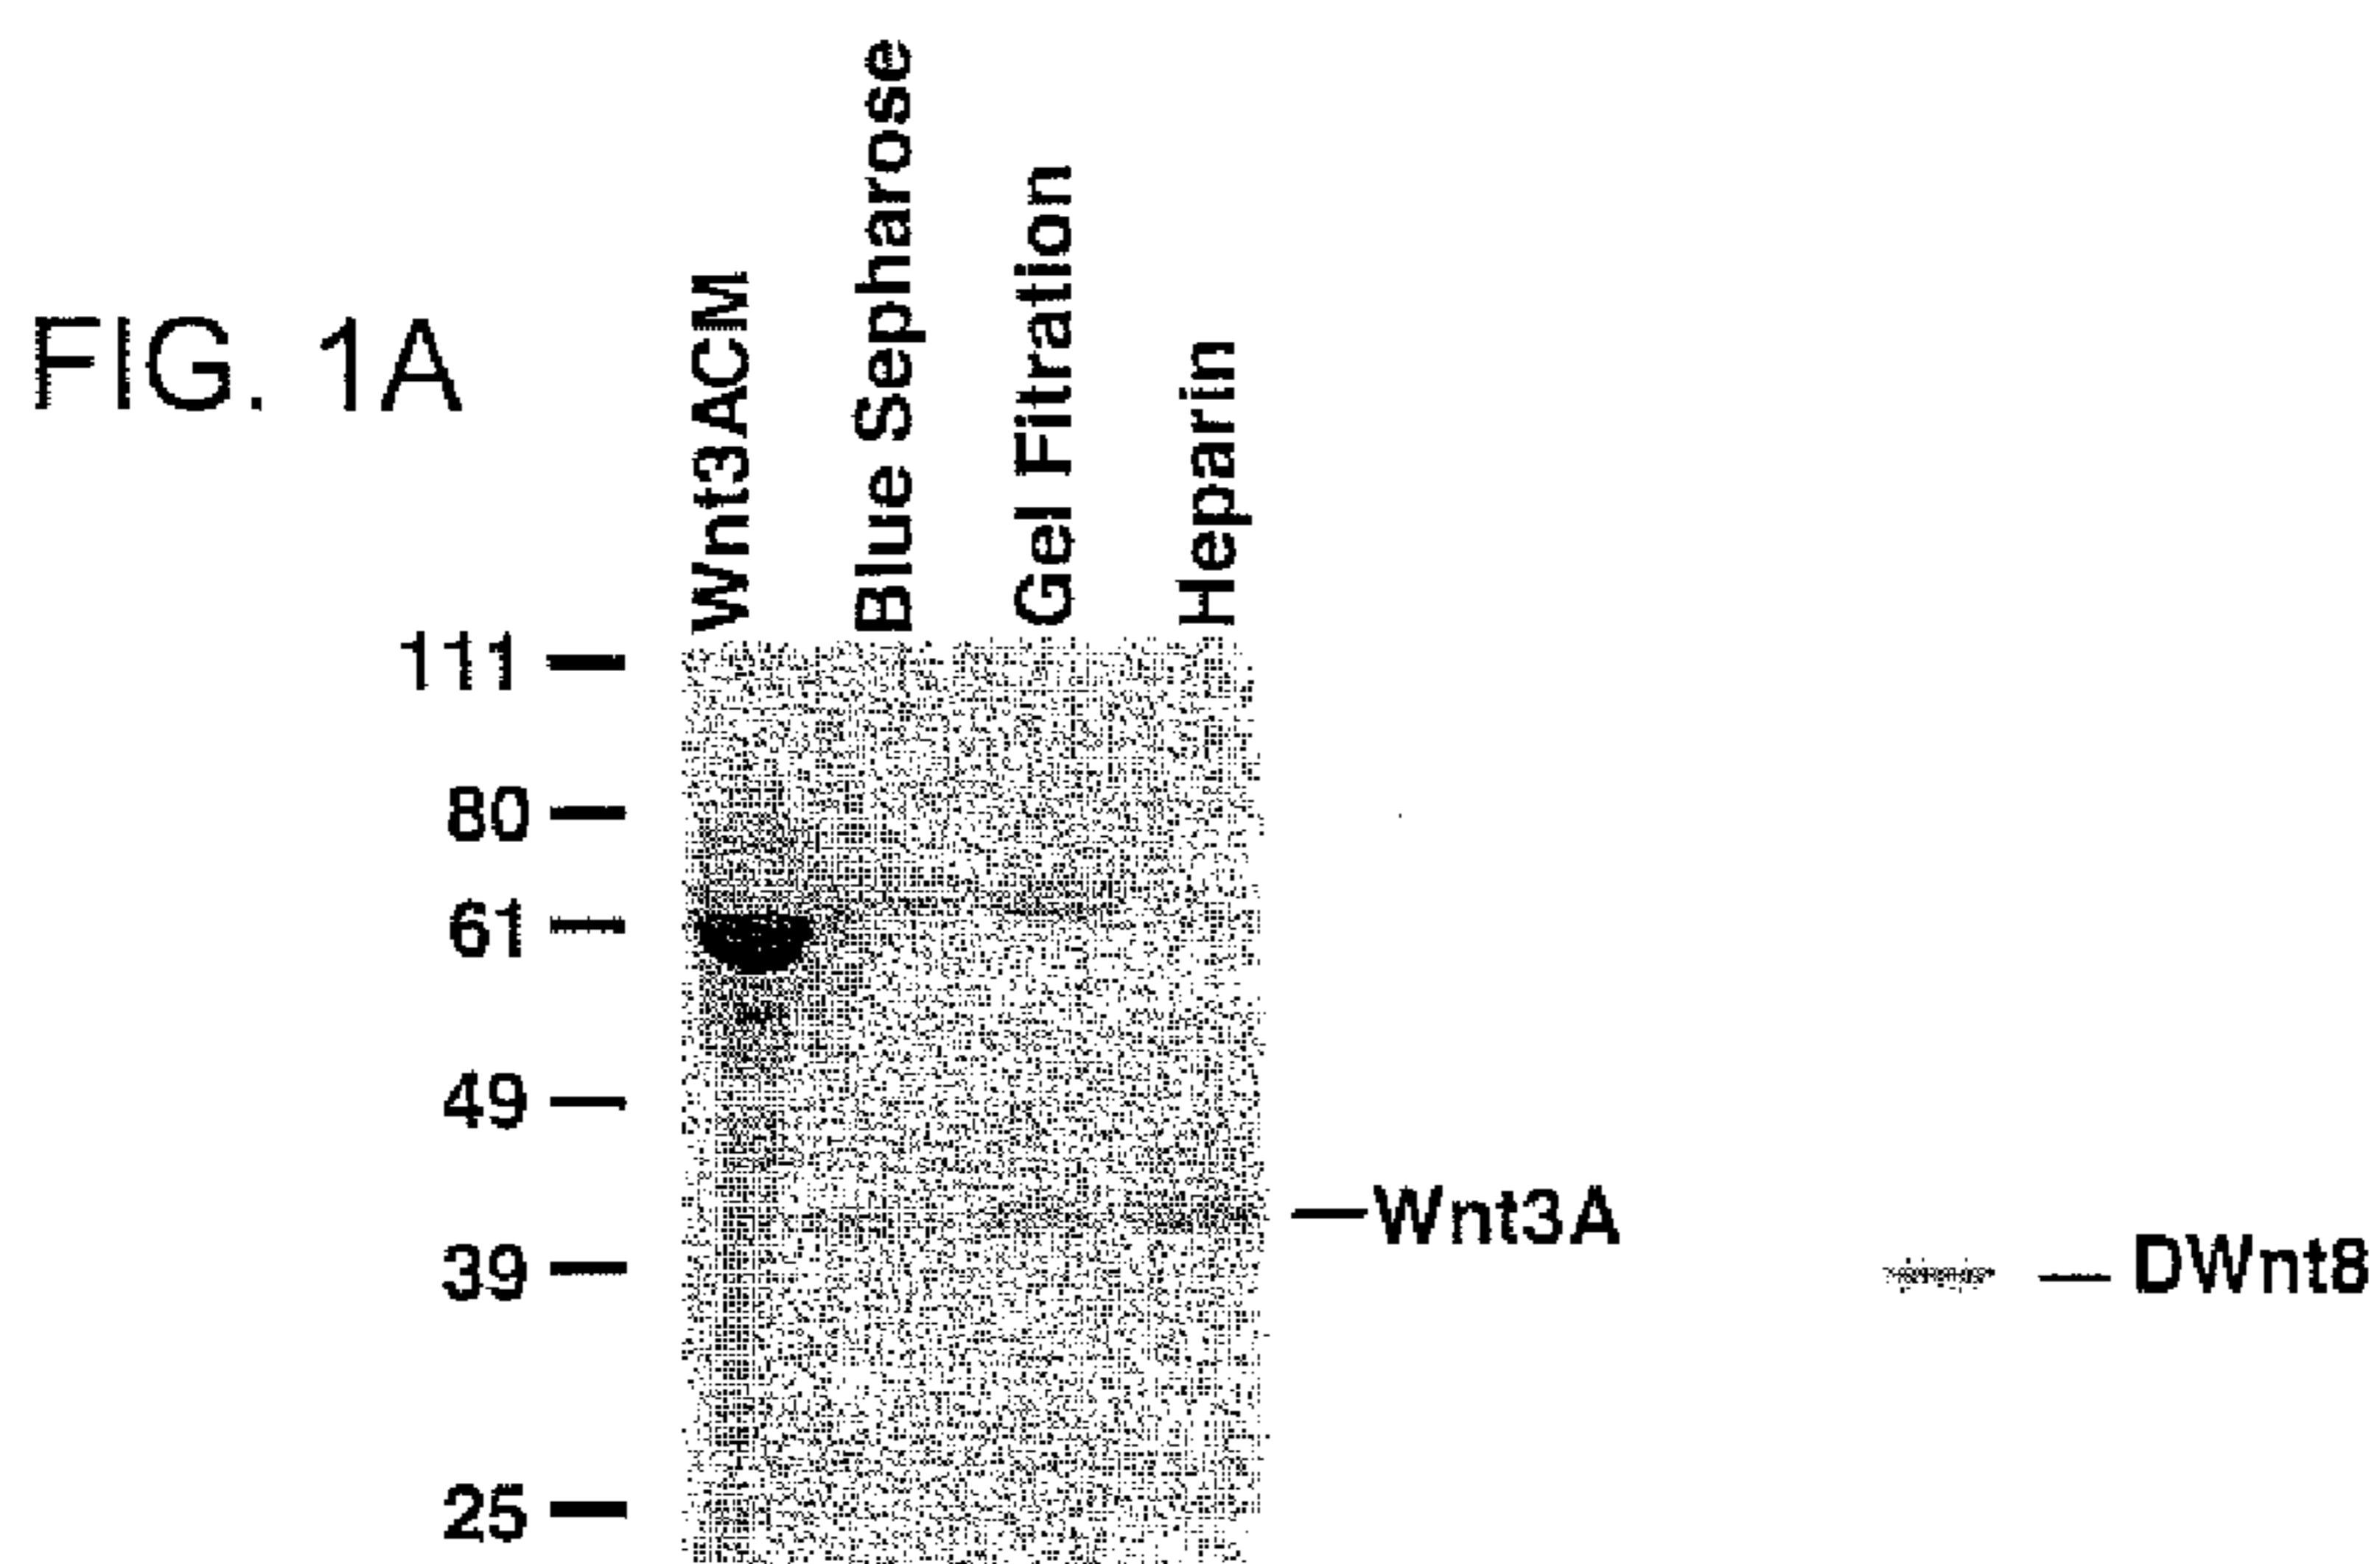 FIG. 1A
Wnt3ACM
Blue Sepharose
Gel Fitration
Heparin
111
80
61
49
39
25
Wnt3A
DWnt8